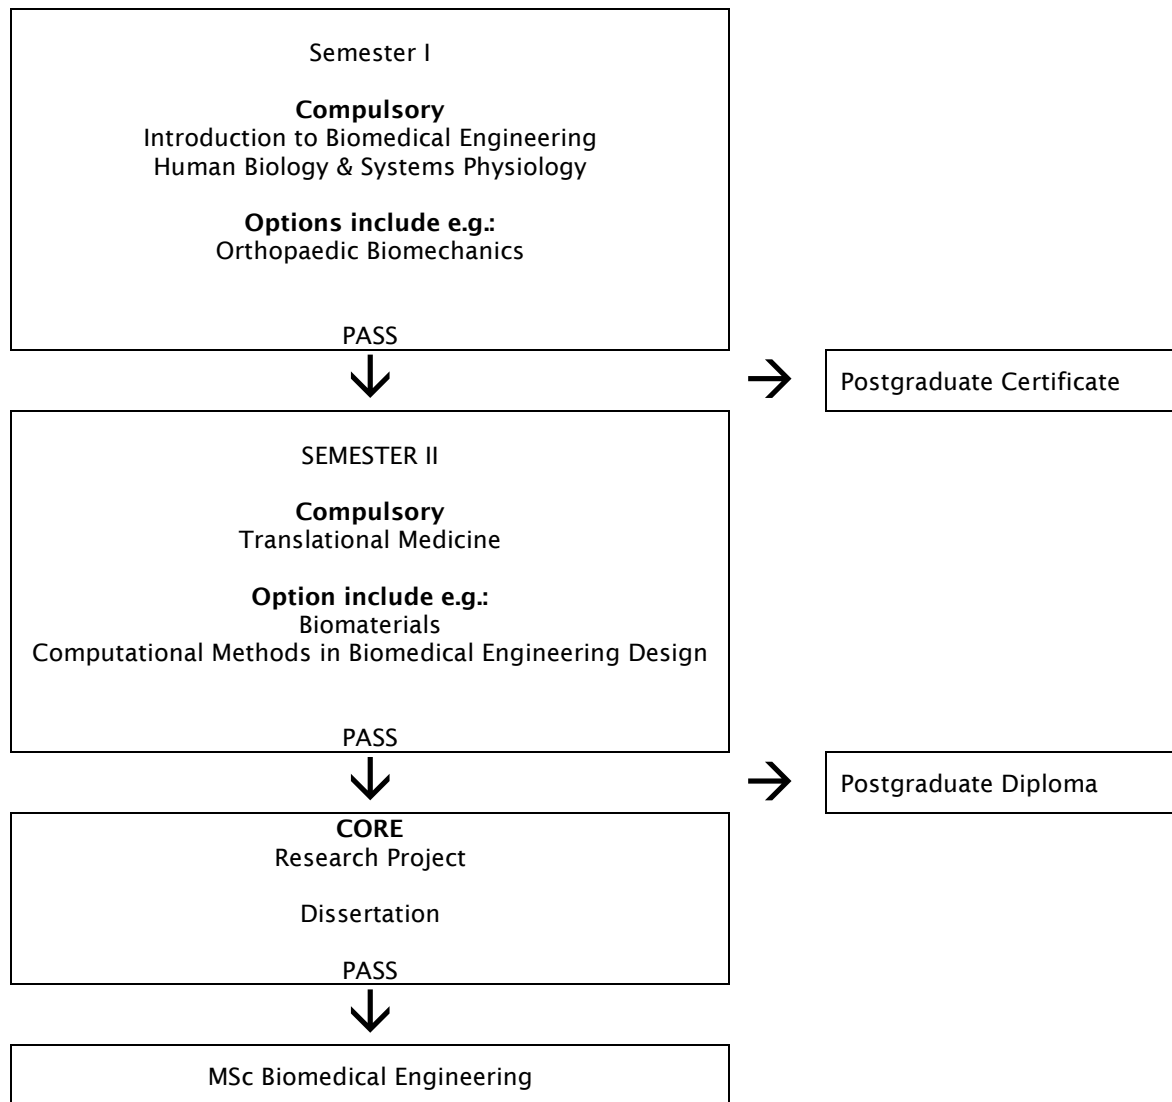 Semester I
Compulsory
Introduction to Biomedical Engineering
Human Biology & Systems Physiology
Options include e.g.:
Orthopaedic Biomechanics
PASS
Postgraduate Certificate
SEMESTER II
Compulsory
Translational Medicine
Option include e.g.:
Biomaterials
Computational Methods in Biomedical Engineering Design
PASS
Postgraduate Diploma
CORE
Research Project
Dissertation
PASS
MSc Biomedical Engineering